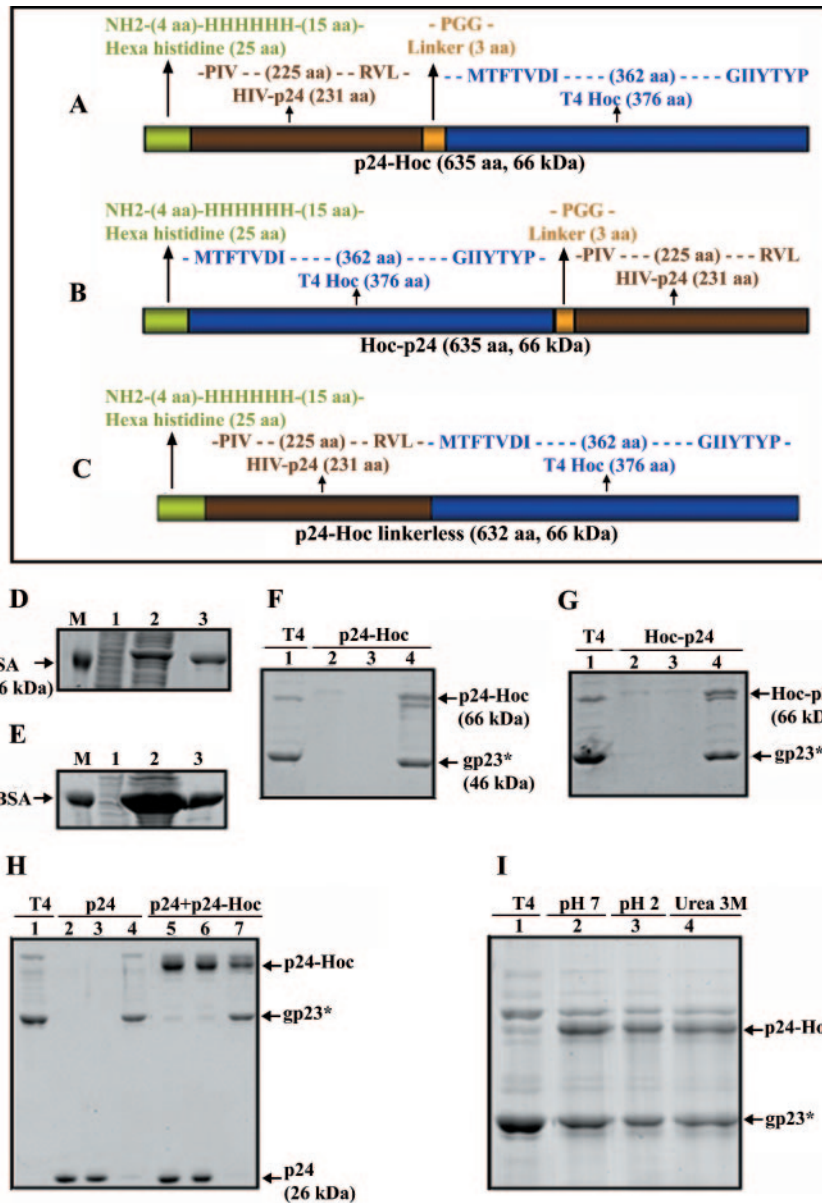 NH2-(4 aa)-HHHHHH-(15 aa)-
Hexa histidine (25 aa)
- PGG -
Linker (3 aa)
-PIV - - (225 aa) - - RVL -
HIV-p24 (231 aa)
- - MTFTVDI - - - - (362 aa) - - - - GIIYTYP
T4 Hoc (376 aa)
A
p24-Hoc (635 aa, 66 kDa)
NH2-(4 aa)-HHHHHH-(15 aa)-
Hexa histidine (25 aa)
- PGG -
Linker (3 aa)
- MTFTVDI - - - - (362 aa) - - - - GIIYTYP -
T4 Hoc (376 aa)
-PIV - - (225 aa) - - - RVL
HIV-p24 (231 aa)
B
Hoc-p24 (635 aa, 66 kDa)
NH2-(4 aa)-HHHHHH-(15 aa)-
Hexa histidine (25 aa)
-PIV - - (225 aa) - - RVL - - MTFTVDI - - - - (362 aa) - - - - GIIYTYP -
HIV-p24 (231 aa)
T4 Hoc (376 aa)
C
p24-Hoc linkerless (632 aa, 66 kDa)
D
M 1 2 3
SA
6 kDa)
E
M 1 2 3
BSA
F
T4 p24-Hoc
1 2 3 4
p24-Hoc
(66 kDa)
gp23*
(46 kDa)
G
T4 Hoc-p24
1 2 3 4
Hoc-p
(66 kD
gp23*
H
T4 p24 p24+p24-Hoc
1 2 3 4 5 6 7
p24-Hoc
gp23*
p24
(26 kDa)
I
T4 pH 7 pH 2 Urea 3M
1 2 3 4
p24-Ho
gp23*